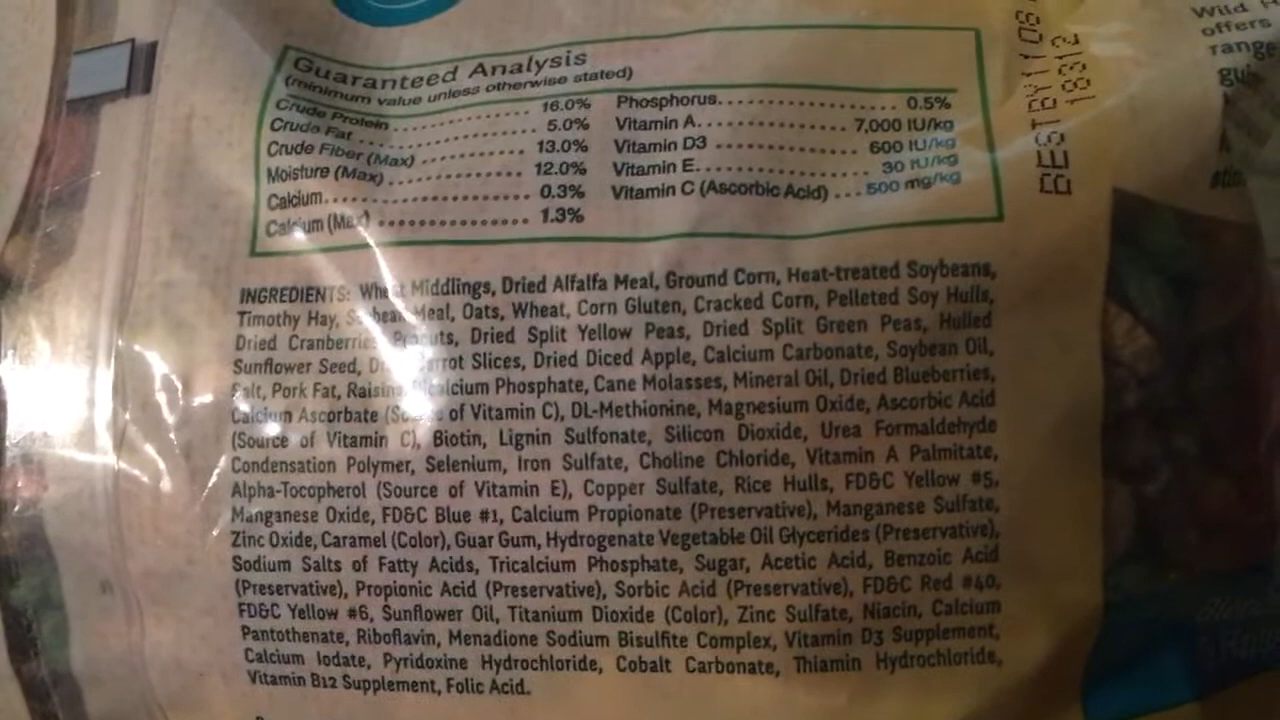 Guaranteed Analysis
(minimum value unless otherwise stated)
Crude Protein ............... 16.0%
Crude Fat ............... 5.0%
Crude Fiber (Max) ............... 13.0%
Moisture (Max) ............... 12.0%
Calcium............... 0.3%
Calcium (Max) ............... 1.3%
Phosphorus............... 0.5%
Vitamin A............... 7,000 IU/kg
Vitamin D3 ............... 600 IU/kg
Vitamin E............... 30 IU/kg
Vitamin C (Ascorbic Acid) ... 500 mg/kg
INGREDIENTS: Wheat Middlings, Dried Alfalfa Meal, Ground Corn, Heat-treated Soybeans,
Timothy Hay, Soybean Meal, Oats, Wheat, Corn Gluten, Cracked Corn, Pelleted Soy Hulls,
Dried Cranberries, Peanuts, Dried Split Yellow Peas, Dried Split Green Peas, Hulled
Sunflower Seed, Dried Carrot Slices, Dried Diced Apple, Calcium Carbonate, Soybean Oil,
Salt, Pork Fat, Raisins, Dicalcium Phosphate, Cane Molasses, Mineral Oil, Dried Blueberries,
Calcium Ascorbate (Source of Vitamin C), DL-Methionine, Magnesium Oxide, Ascorbic Acid
(Source of Vitamin C), Biotin, Lignin Sulfonate, Silicon Dioxide, Urea Formaldehyde
Condensation Polymer, Selenium, Iron Sulfate, Choline Chloride, Vitamin A Palmitate,
Alpha-Tocopherol (Source of Vitamin E), Copper Sulfate, Rice Hulls, FD&C Yellow #5,
Manganese Oxide, FD&C Blue #1, Calcium Propionate (Preservative), Manganese Sulfate,
Zinc Oxide, Caramel (Color), Guar Gum, Hydrogenate Vegetable Oil Glycerides (Preservative),
Sodium Salts of Fatty Acids, Tricalcium Phosphate, Sugar, Acetic Acid, Benzoic Acid
(Preservative), Propionic Acid (Preservative), Sorbic Acid (Preservative), FD&C Red #40,
FD&C Yellow #6, Sunflower Oil, Titanium Dioxide (Color), Zinc Sulfate, Niacin, Calcium
Pantothenate, Riboflavin, Menadione Sodium Bisulfite Complex, Vitamin D3 Supplement,
Calcium Iodate, Pyridoxine Hydrochloride, Cobalt Carbonate, Thiamin Hydrochloride,
Vitamin B12 Supplement, Folic Acid.
BESTBY1108
18312
Wild
offers
range